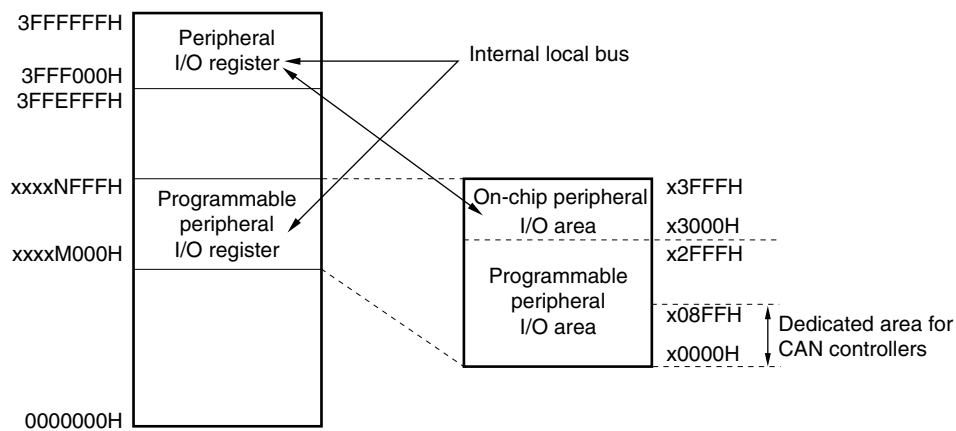 3FFFFFFH
Peripheral
I/O register
Internal local bus
3FFF000H
3FFEFFFH
xxxxNFFFH
Programmable
peripheral
I/O register
xxxxM000H
0000000H
On-chip peripheral
I/O area
x3FFFH
x3000H
x2FFFH
Programmable
peripheral
I/O area
x08FFH
x0000H
Dedicated area for
CAN controllers